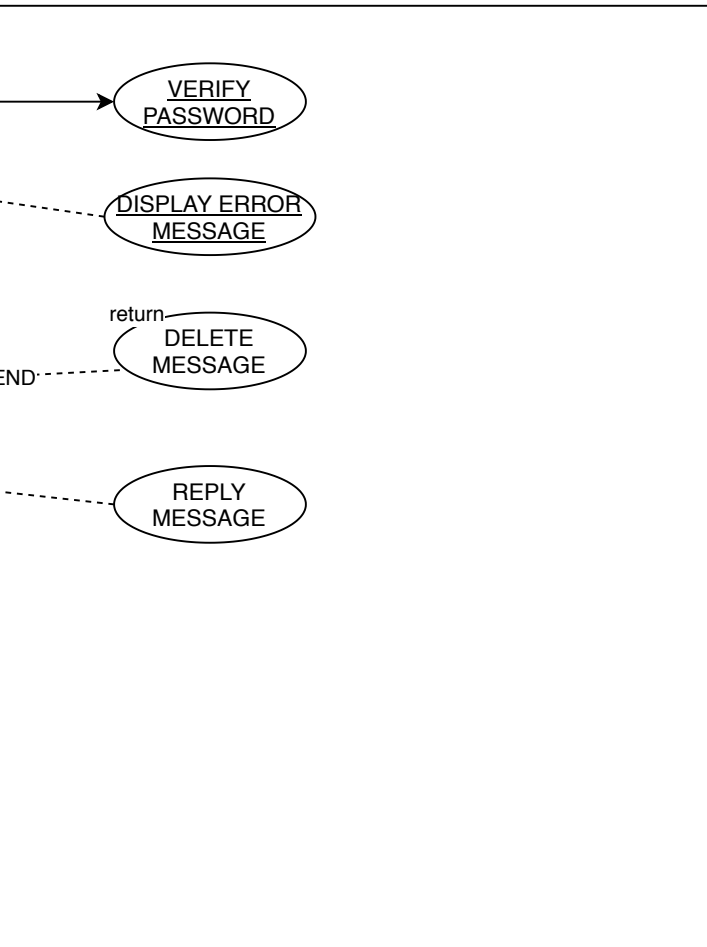 VERIFY
PASSWORD
DISPLAY ERROR
MESSAGE
return
DELETE
MESSAGE
END
REPLY
MESSAGE